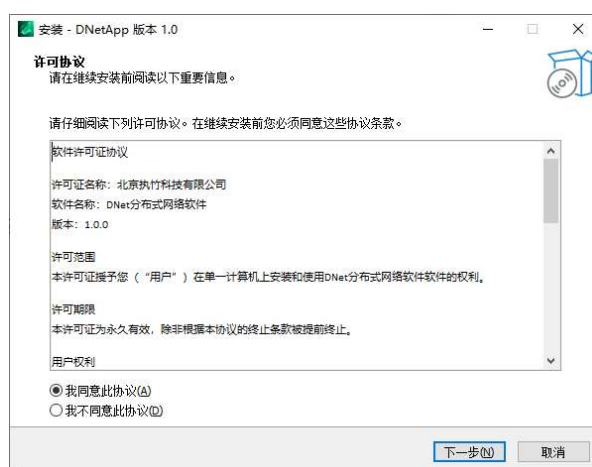 安装 - DNetApp 版本 1.0
许可协议
请在继续安装前阅读以下重要信息。
请仔细阅读下列许可协议。在继续安装前您必须同意这些协议条款。
软件许可证协议
许可证名称：北京执竹科技有限公司
软件名称：DNet分布式网络软件
版本：1.0.0
许可范围
本许可证授予您（“用户”）在单一计算机上安装和使用DNet分布式网络软件软件的权利。
许可期限
本许可证为永久有效，除非根据本协议的终止条款被提前终止。
用户权利
我同意此协议(A)
我不同意此协议(D)
下一步(N) 取消